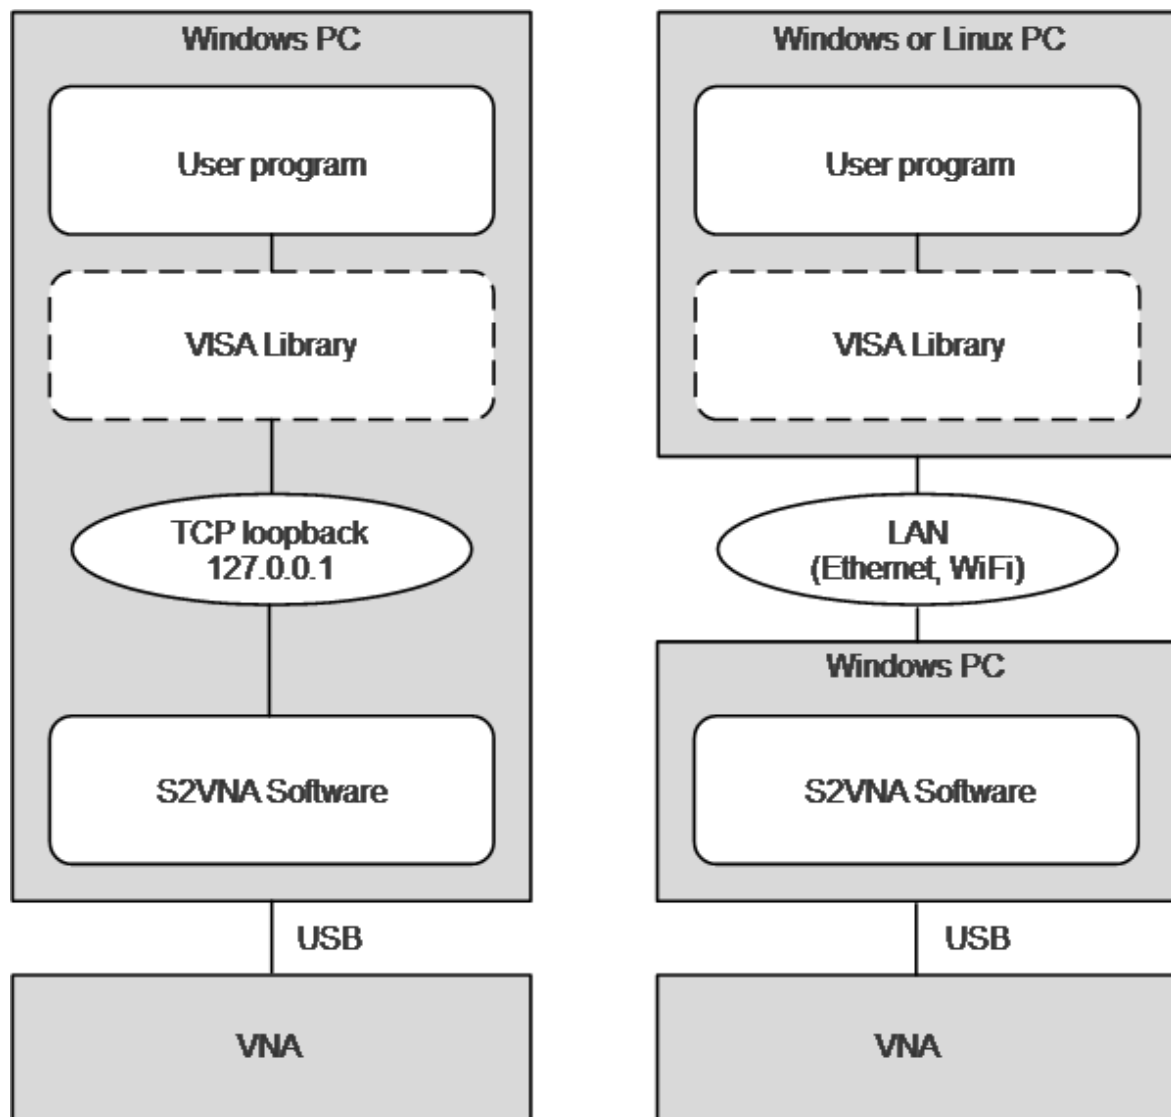 Windows PC
User program
VISA Library
TCP loopback
127.0.0.1
S2VNA Software
USB
VNA
Windows or Linux PC
User program
VISA Library
LAN
(Ethernet, WiFi)
Windows PC
S2VNA Software
USB
VNA